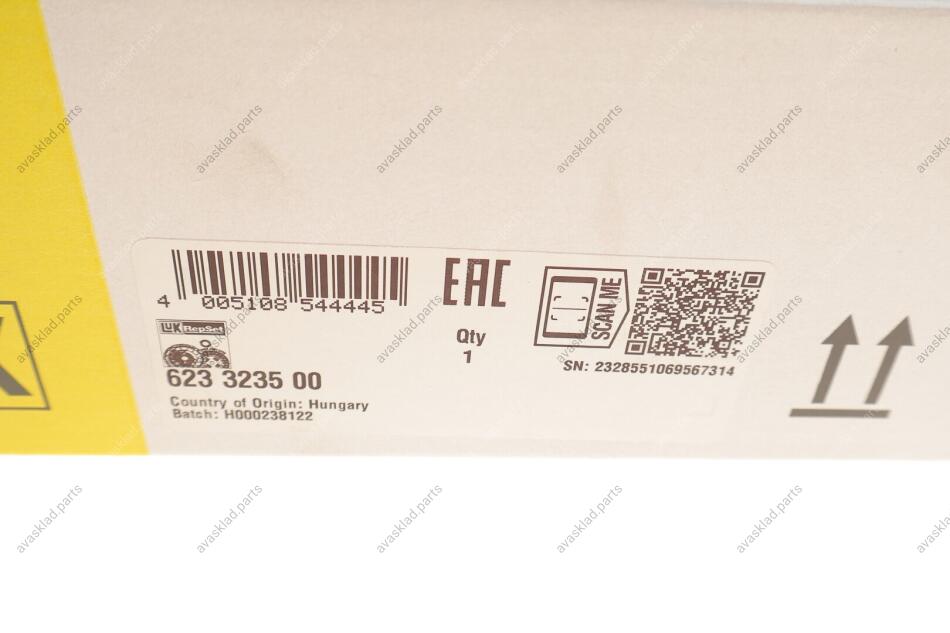 4 005108 544445
EAC
SCAN ME
LuK RepSet
Qty
1
SN: 2328551069567314
623 3235 00
Country of Origin: Hungary
Batch: H000238122
avasklad.parts